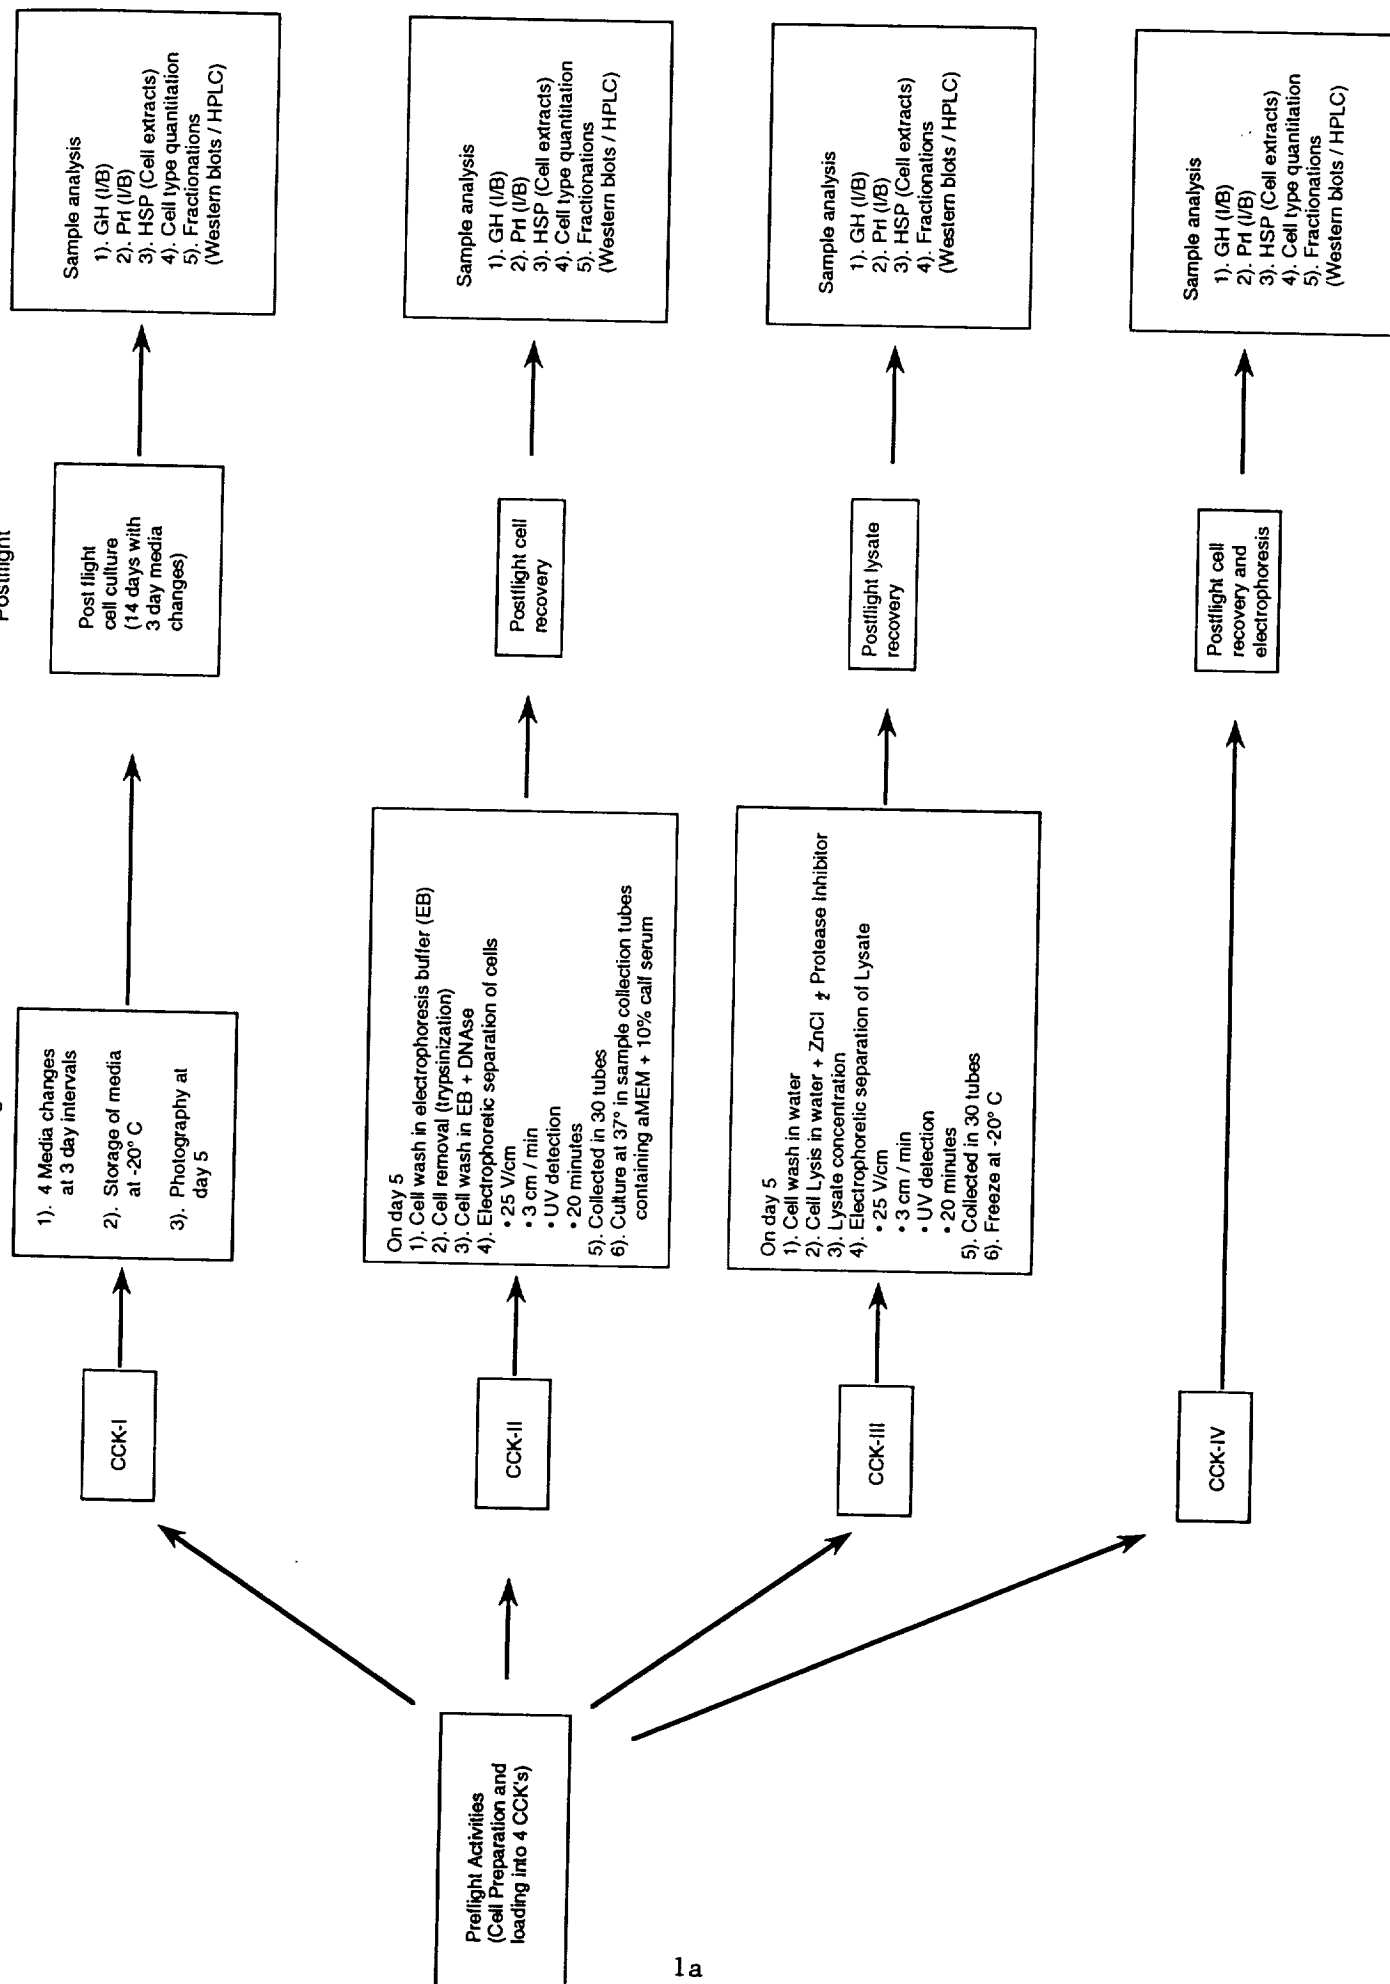 Postflight
Preflight Activities
(Cell Preparation and
loading into 4 CCK's)
CCK-I
1). 4 Media changes
at 3 day intervals
2). Storage of media
at -20° C
3). Photography at
day 5
Post flight
cell culture
(14 days with
3 day media
changes)
Sample analysis
1). GH (I/B)
2). Prl (I/B)
3). HSP (Cell extracts)
4). Cell type quantitation
5). Fractionations
(Western blots / HPLC)
CCK-II
On day 5
1). Cell wash in electrophoresis buffer (EB)
2). Cell removal (trypsinization)
3). Cell wash in EB + DNAse
4). Electrophoretic separation of cells
• 25 V/cm
• 3 cm / min
• UV detection
• 20 minutes
5). Collected in 30 tubes
6). Culture at 37° in sample collection tubes
containing aMEM + 10% calf serum
Postflight cell
recovery
Sample analysis
1). GH (I/B)
2). Prl (I/B)
3). HSP (Cell extracts)
4). Cell type quantitation
5). Fractionations
(Western blots / HPLC)
CCK-III
On day 5
1). Cell wash in water
2). Cell Lysis in water + ZnCl Protease Inhibitor
3). Lysate concentration
4). Electrophoretic separation of Lysate
• 25 V/cm
• 3 cm / min
• UV detection
• 20 minutes
5). Collected in 30 tubes
6). Freeze at -20° C
Postflight lysate
recovery
Sample analysis
1). GH (I/B)
2). Prl (I/B)
3). HSP (Cell extracts)
4). Fractionations
(Western blots / HPLC)
CCK-IV
Postflight cell
recovery and
electrophoresis
Sample analysis
1). GH (I/B)
2). Prl (I/B)
3). HSP (Cell extracts)
4). Cell type quantitation
5). Fractionations
(Western blots / HPLC)
1a